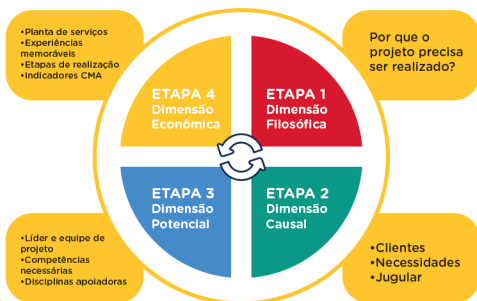 •Planta de serviços
•Experiências
memoráveis
•Etapas de realização
•Indicadores CMA
Por que o
projeto precisa
ser realizado?
ETAPA 4
Dimensão
Econômica
ETAPA 1
Dimensão
Filosófica
ETAPA 3
Dimensão
Potencial
ETAPA 2
Dimensão
Causal
•Líder e equipe de
projeto
•Competências
necessárias
•Disciplinas apoiadoras
•Clientes
•Necessidades
•Jugular